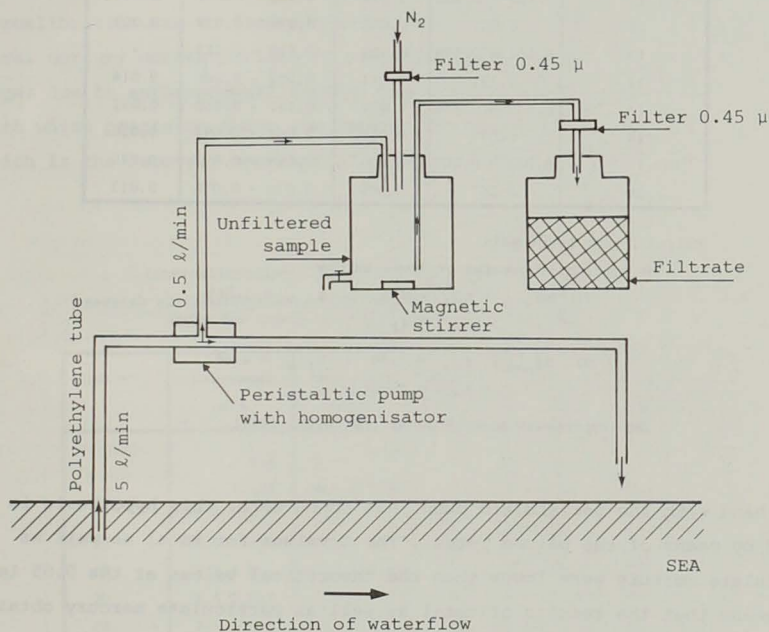 N₂
Filter 0.45 µ
Filter 0.45 µ
0.5 ℓ/min
Unfiltered
sample
Filtrate
Magnetic
stirrer
Polyethylene tube
5 ℓ/min
Peristaltic pump
with homogenisator
SEA
Direction of waterflow